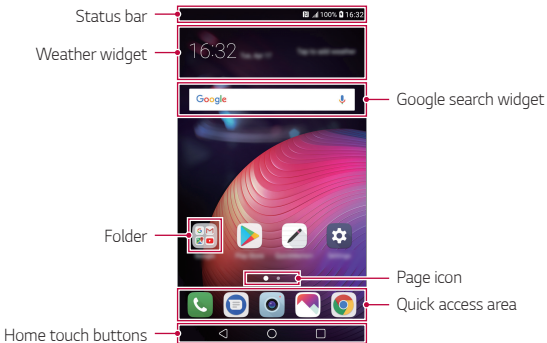 Status bar
100% 16:32
Weather widget
16:32
Google
Google search widget
Folder
Page icon
Quick access area
Home touch buttons